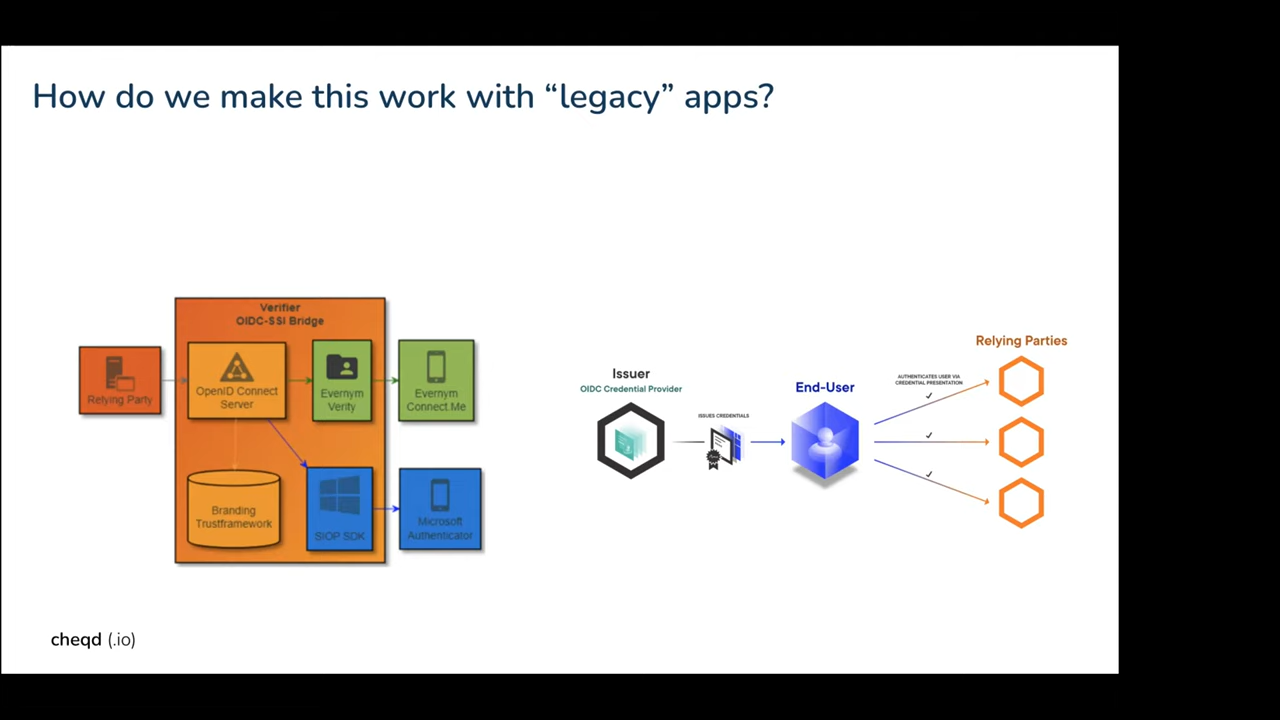 How do we make this work with “legacy” apps?
Verifier
OIDC-SSI Bridge
Relying Party
OpenID Connect
Server
Evernym
Verity
Evernym
Connect.Me
Branding
Trustframework
SIOP SDK
Microsoft
Authenticator
Issuer
OIDC Credential Provider
ISSUES CREDENTIALS
End-User
AUTHENTICATES USER VIA
CREDENTIAL PRESENTATION
Relying Parties
cheqd (.io)